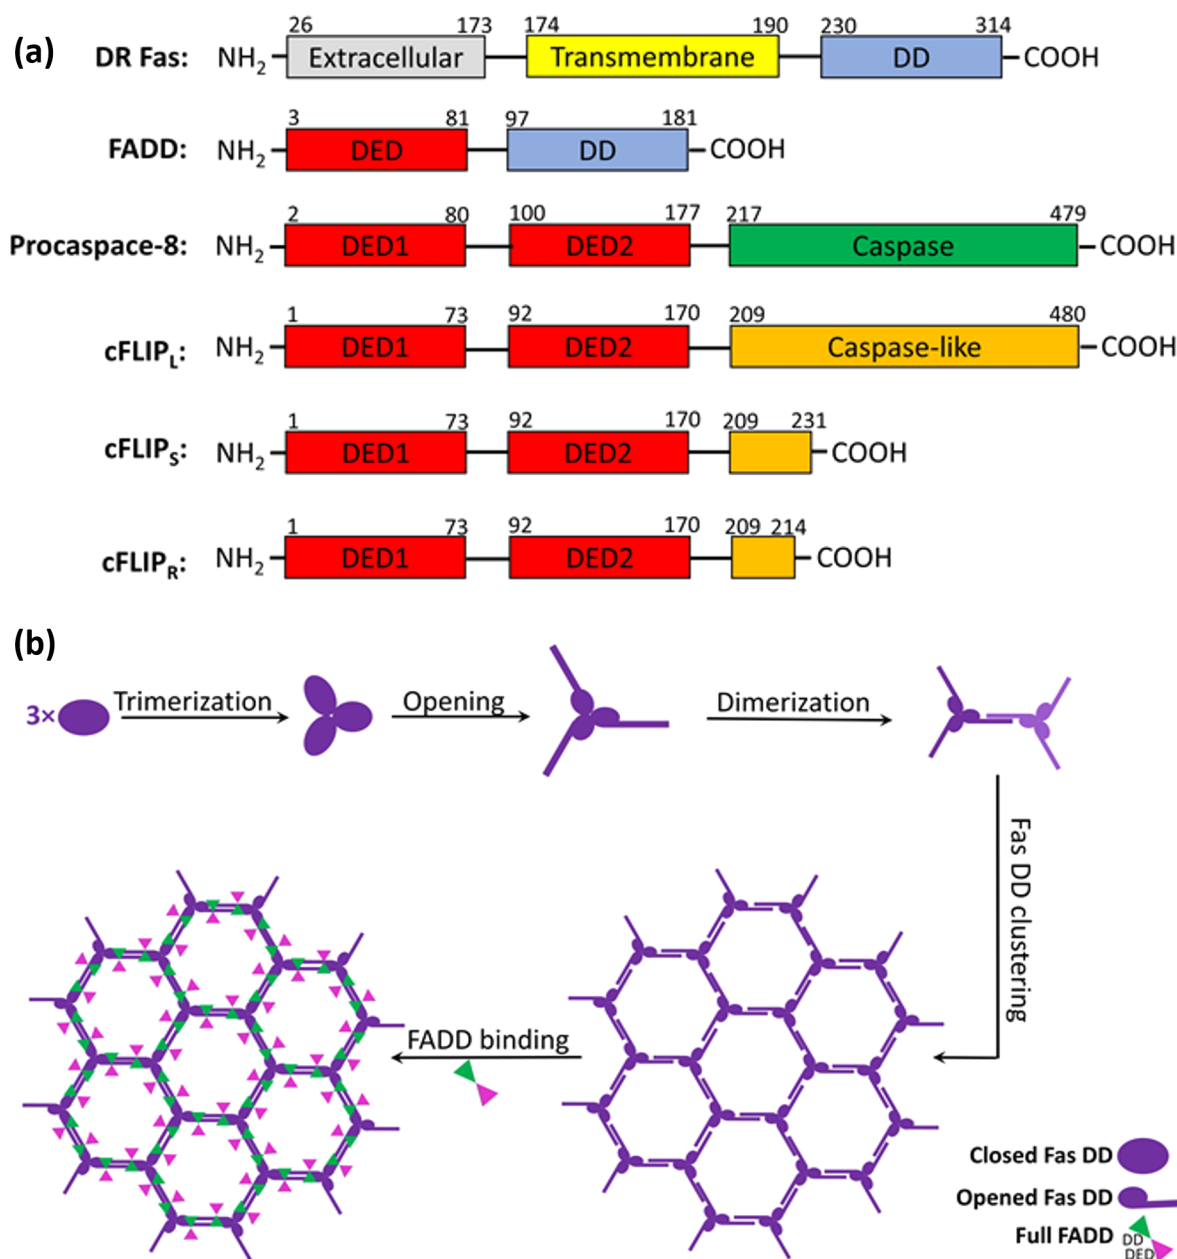 (a)
26 173 174 190 230 314
DR Fas: NH2 Extracellular Transmembrane DD COOH
3 81 97 181
FADD: NH2 DED DD COOH
2 80 100 177 217 479
Procaspace-8: NH2 DED1 DED2 Caspase COOH
1 73 92 170 209 480
cFLIPL: NH2 DED1 DED2 Caspase-like COOH
1 73 92 170 209 231
cFLIPS: NH2 DED1 DED2 COOH
1 73 92 170 209 214
cFLIPR: NH2 DED1 DED2 COOH
(b)
3× Trimerization Opening Dimerization
Fas DD clustering
FADD binding
Closed Fas DD
Opened Fas DD
Full FADD DD
DED